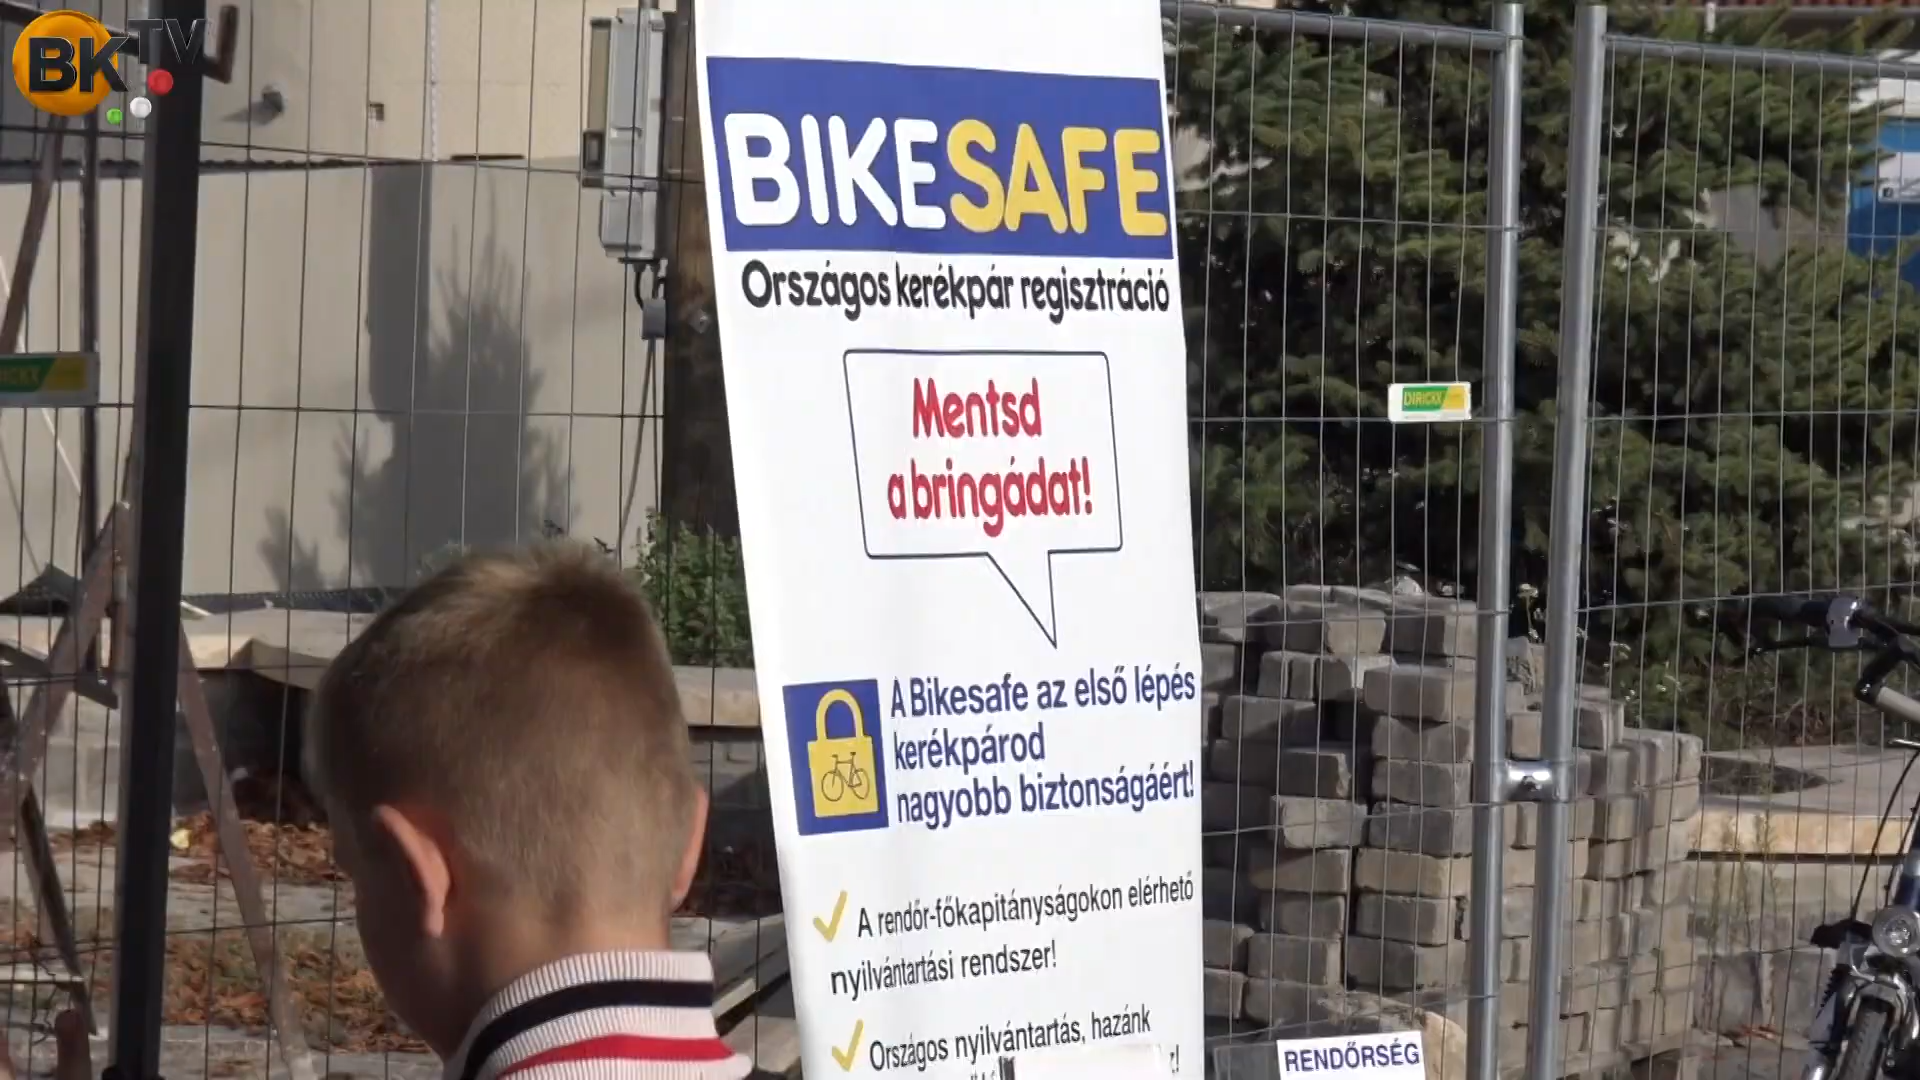 BKTV
BIKESAFE
Országos kerékpár regisztráció
Mentsd
a bringádat!
A Bikesafe az első lépés
kerékpárod
nagyobb biztonságáért!
A rendőr-főkapitányságokon elérhető
nyilvántartási rendszer!
Országos nyilvántartás, hazánk
DIRICKX
RENDŐRSÉG